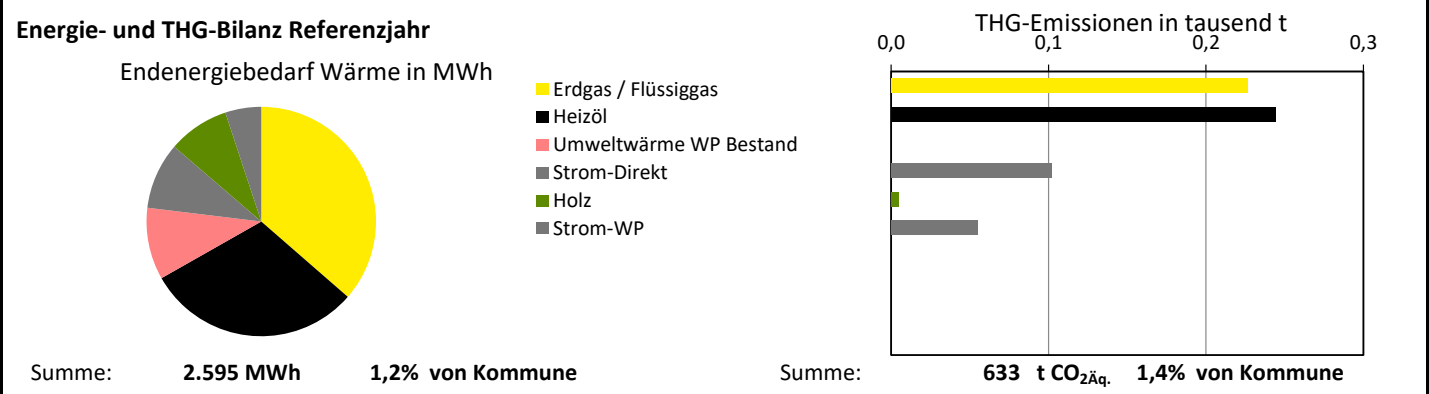 Energie- und THG-Bilanz Referenzjahr
Endenergiebedarf Wärme in MWh
Erdgas / Flüssiggas
Heizöl
Umweltwärme WP Bestand
Strom-Direkt
Holz
Strom-WP
THG-Emissionen in tausend t
0,0 0,1 0,2 0,3
Summe: 2.595 MWh 1,2% von Kommune
Summe: 633 t CO₂Äq. 1,4% von Kommune